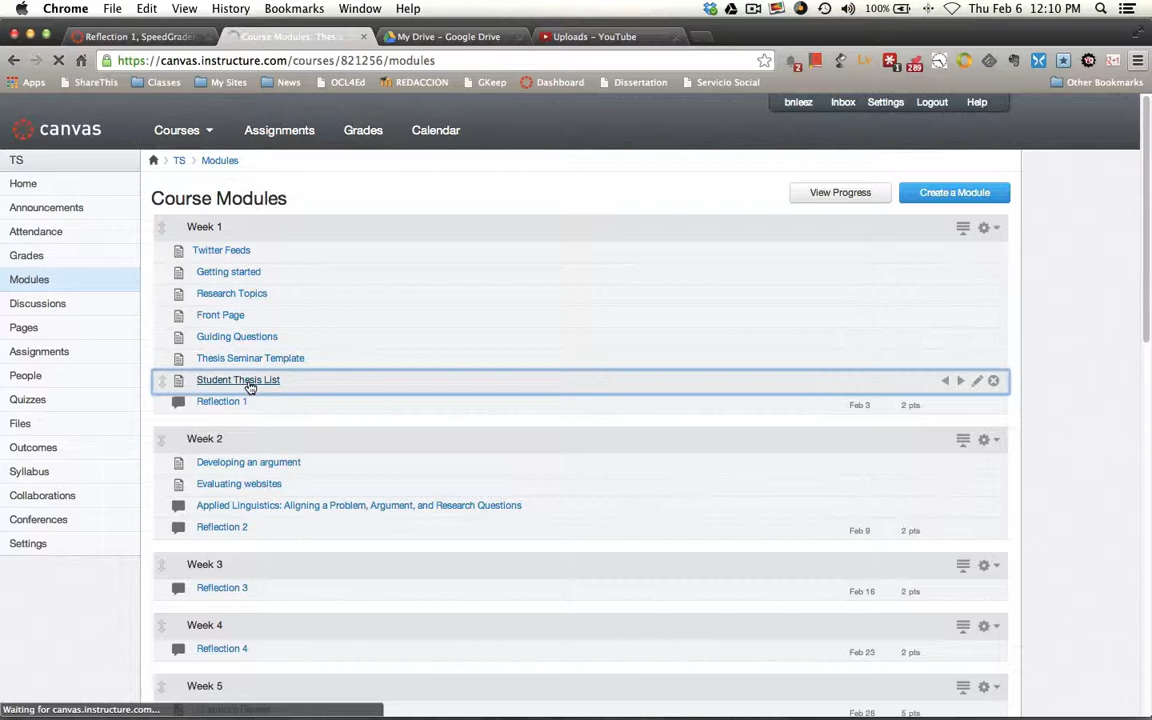 Chrome File Edit View History Bookmarks Window Help 100% Thu Feb 6 12:10 PM
Reflection 1, SpeedGrade Course Modules: Thesis My Drive – Google Drive Uploads – YouTube
https://canvas.instructure.com/courses/821256/modules
Apps ShareThis Classes My Sites News OCL4Ed REDACCION GKeep Dashboard Dissertation Servicio Social Other Bookmarks
bnleez Inbox Settings Logout Help
canvas Courses Assignments Grades Calendar
TS
TS Modules
Home
Announcements
Attendance
Grades
Modules
Discussions
Pages
Assignments
People
Quizzes
Files
Outcomes
Syllabus
Collaborations
Conferences
Settings
Course Modules View Progress Create a Module
Week 1
Twitter Feeds
Getting started
Research Topics
Front Page
Guiding Questions
Thesis Seminar Template
Student Thesis List
Reflection 1 Feb 3 2 pts
Week 2
Developing an argument
Evaluating websites
Applied Linguistics: Aligning a Problem, Argument, and Research Questions
Reflection 2 Feb 9 2 pts
Week 3
Reflection 3 Feb 16 2 pts
Week 4
Reflection 4 Feb 23 2 pts
Week 5
Feb 28 5 pts
Waiting for canvas.instructure.com...